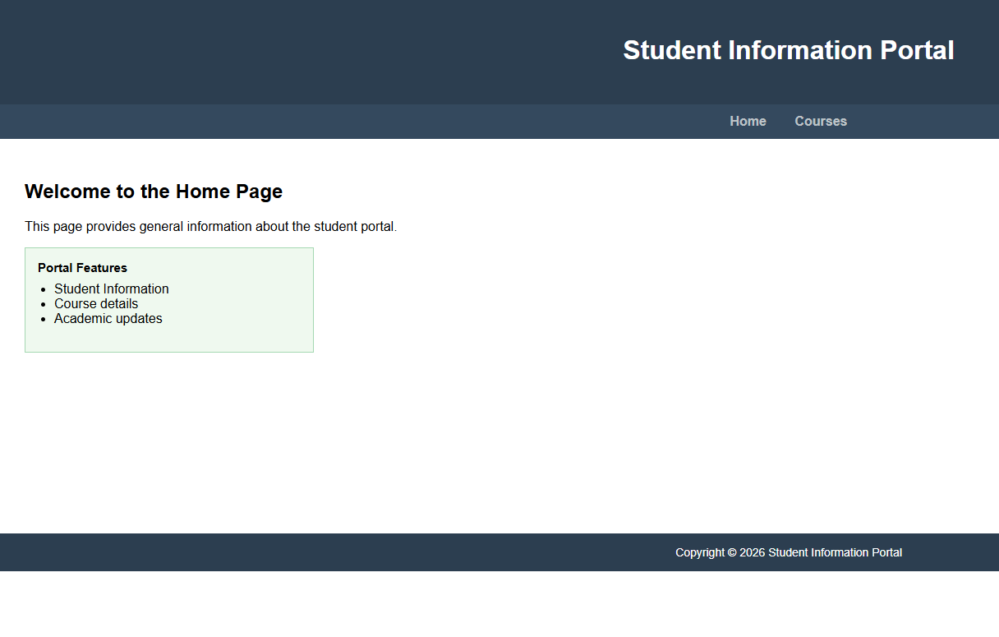 Student Information Portal
Home Courses
Welcome to the Home Page
This page provides general information about the student portal.
Portal Features
Student Information
Course details
Academic updates
Copyright © 2026 Student Information Portal